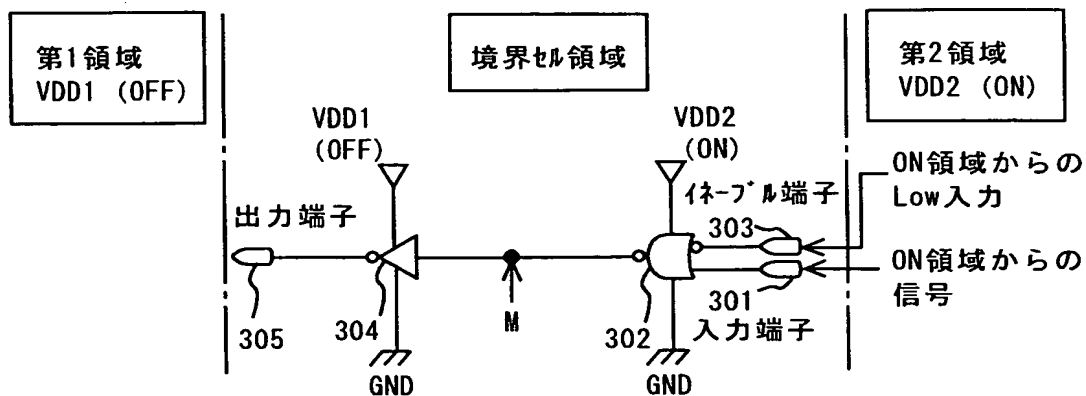 第1領域
VDD1 (OFF)
境界ｾﾙ領域
第2領域
VDD2 (ON)
VDD1
(OFF)
VDD2
(ON)
ON領域からの
Low入力
ｲﾈｰﾌﾞﾙ端子
出力端子
303
ON領域からの
信号
301
305
304
M
302
入力端子
GND
GND